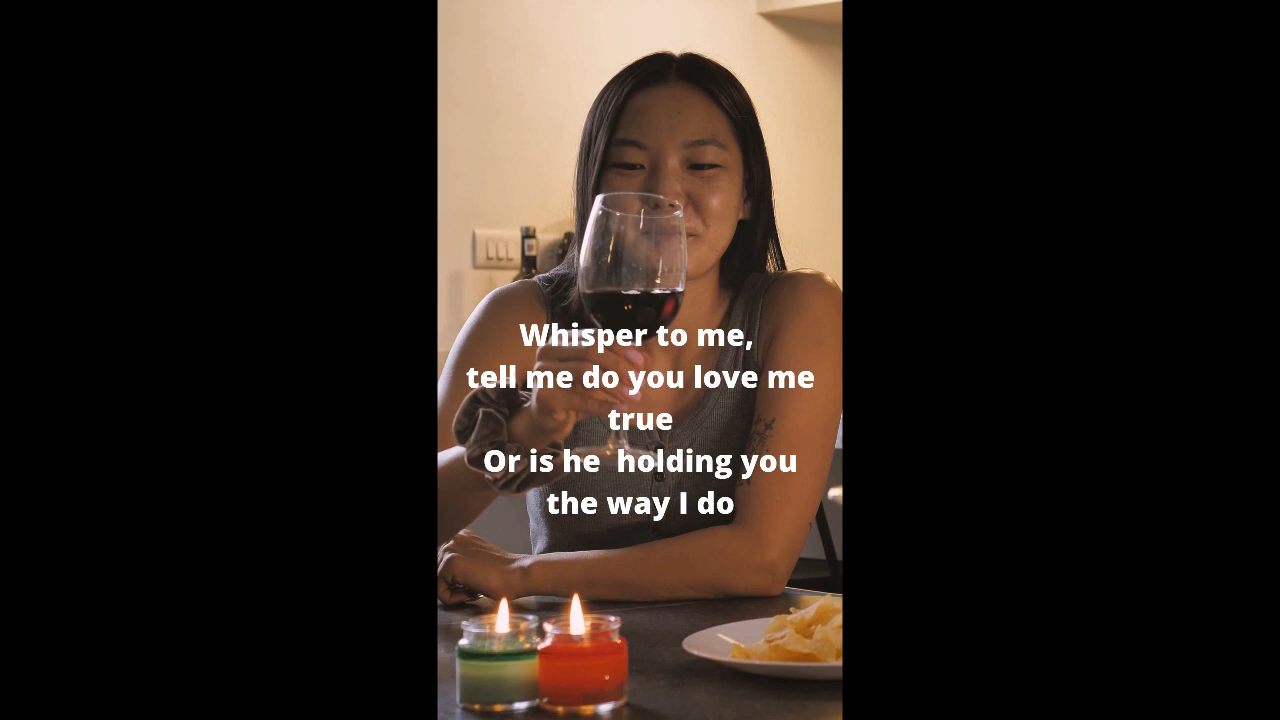 Whisper to me,
tell me do you love me
true
Or is he  holding you
the way I do